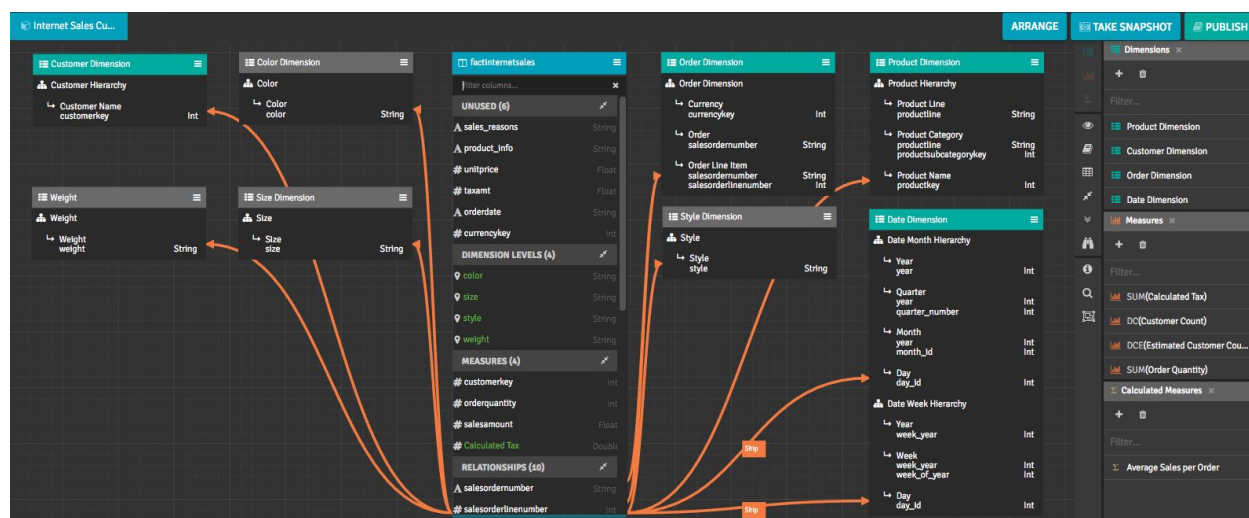 Internet Sales Cu...
ARRANGE
TAKE SNAPSHOT
PUBLISH
Customer Dimension
Customer Hierarchy
Customer Name
customerkey Int
Color Dimension
Color
Color
color String
Weight
Weight
Weight
weight String
Size Dimension
Size
Size
size String
factinternetsales
Filter columns...
UNUSED (6)
sales_reasons String
product_info String
unitprice Float
taxamt Float
orderdate String
currencykey Int
DIMENSION LEVELS (4)
color String
size String
style String
weight String
MEASURES (4)
customerkey Int
orderquantity Int
salesamount Float
Calculated Tax Double
RELATIONSHIPS (10)
salesordernumber String
salesorderlinenumber Int
Order Dimension
Order Dimension
Currency
currencykey Int
Order
salesordernumber String
Order Line Item
salesordernumber String
salesorderlinenumber Int
Style Dimension
Style
Style
style String
Ship
Ship
Product Dimension
Product Hierarchy
Product Line
productline String
Product Category
productline String
productsubcategorykey Int
Product Name
productkey Int
Date Dimension
Date Month Hierarchy
Year
year Int
Quarter
year Int
quarter_number Int
Month
year Int
month_id Int
Day
day_id Int
Date Week Hierarchy
Year
week_year Int
Week
week_year Int
week_of_year Int
Day
day_id Int
Dimensions
Filter...
Product Dimension
Customer Dimension
Order Dimension
Date Dimension
Measures
Filter...
SUM(Calculated Tax)
DC(Customer Count)
DCE(Estimated Customer Cou...
SUM(Order Quantity)
Calculated Measures
Filter...
Average Sales per Order